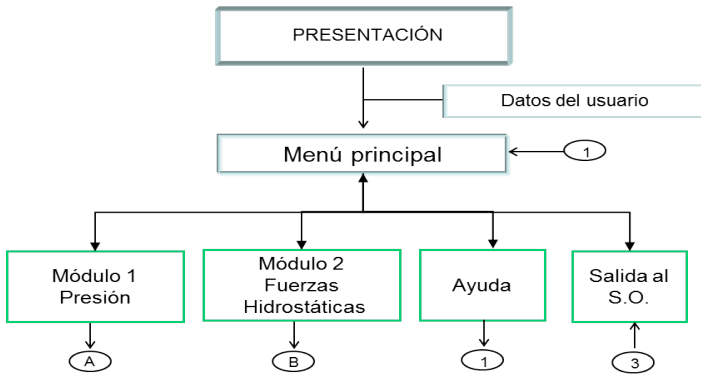 PRESENTACIÓN
Datos del usuario
Menú principal
1
Módulo 1
Presión
Módulo 2
Fuerzas
Hidrostáticas
Ayuda
Salida al
S.O.
A
B
1
3